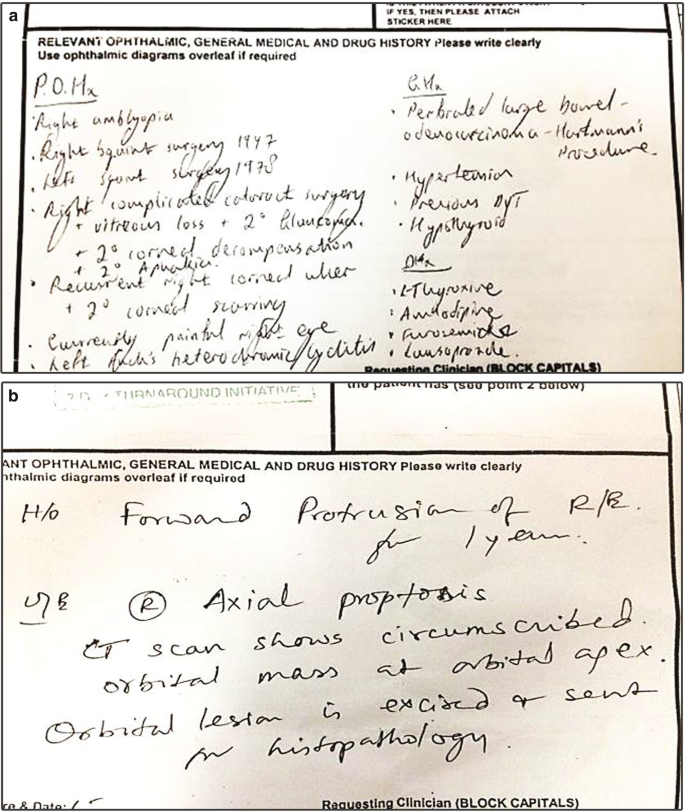 a
IF YES, THEN PLEASE ATTACH
STICKER HERE
RELEVANT OPHTHALMIC, GENERAL MEDICAL AND DRUG HISTORY Please write clearly
Use ophthalmic diagrams overleaf if required
P.O.Hx
· Right amblyopia
· Right squint surgery 1947
· Left squint surgery 1978
· Right complicated cataract surgery
+ vitreous loss + 2° Glaucoma.
+ 2° corneal decompensation
+ 2° Aphakia.
· Recurrent right corneal ulcer
+ 2° corneal scarring
· Currently painful right eye
· Left Fuch's heterochromic cyclitis
G.Hx
· Perforated large bowel
adenocarcinoma - Hartmann's
Procedure.
· Hypertension
· Previous DVT
· Hypothyroid
DHx
· L-Thyroxine
· Amlodipine
· Furosemide
· Lansoprazole.
Requesting Clinician (BLOCK CAPITALS)
b
TURNAROUND INITIATIVE
the patient has (see point 2 below)
ANT OPHTHALMIC, GENERAL MEDICAL AND DRUG HISTORY Please write clearly
hthalmic diagrams overleaf if required
H/o Forward Protrusion of R/E.
for 1 year.
O/E Ⓡ Axial proptosis
CT scan shows circumscribed.
orbital mass at orbital apex.
Orbital lesion is excised & sent
for histopathology.
re & Date:
Requesting Clinician (BLOCK CAPITALS)